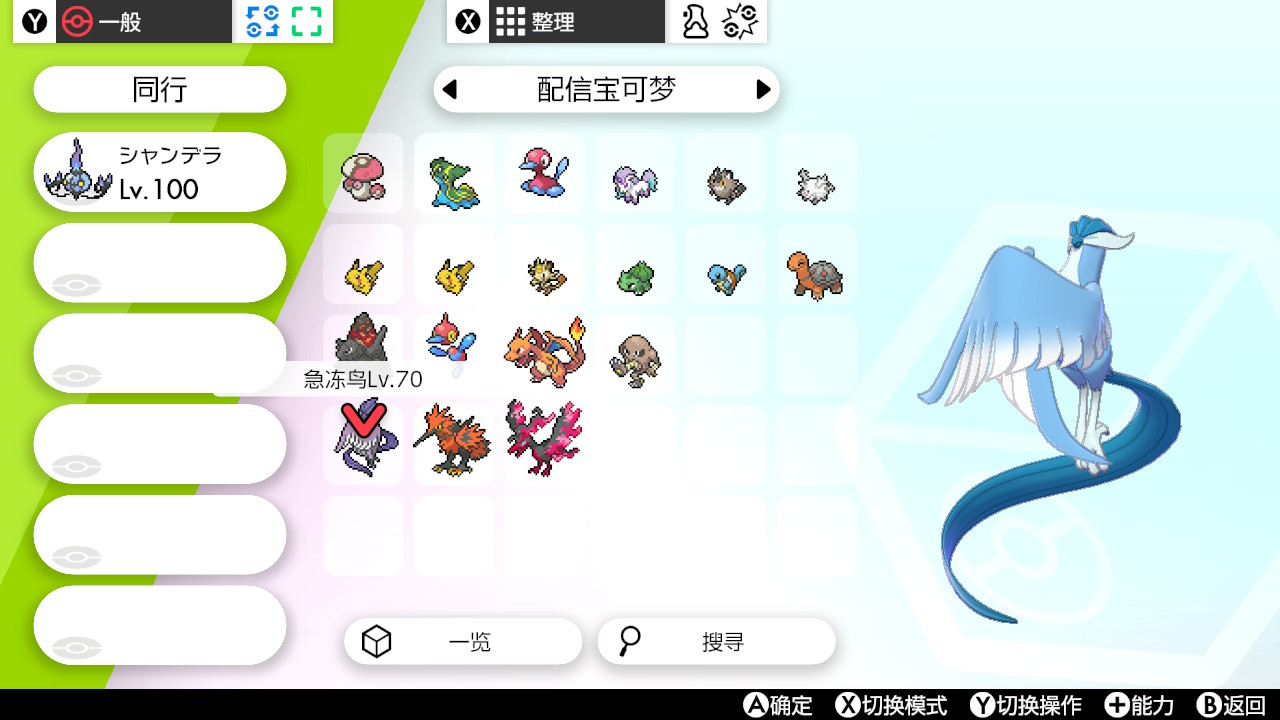 Y 一般
X 整理
同行
配信宝可梦
シャンデラ
Lv.100
急冻鸟Lv.70
一览
搜寻
A确定 X切换模式 Y切换操作 +能力 B返回